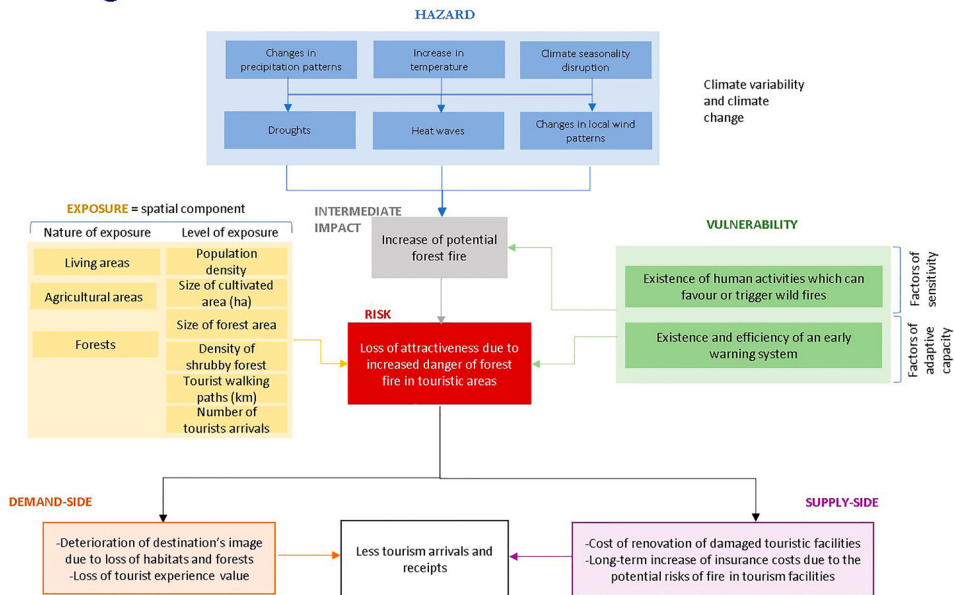 HAZARD
Changes in
precipitation patterns
Increase in
temperature
Climate seasonality
disruption
Droughts
Heat waves
Changes in local wind
patterns
Climate variability
and climate
change
EXPOSURE = spatial component
Nature of exposure
Level of exposure
Living areas
Agricultural areas
Forests
Population
density
Size of cultivated
area (ha)
Size of forest area
Density of
shrubby forest
Tourist walking
paths (km)
Number of
tourists arrivals
INTERMEDIATE
IMPACT
Increase of potential
forest fire
RISK
Loss of attractiveness due to
increased danger of forest
fire in touristic areas
VULNERABILITY
Existence of human activities which can
favour or trigger wild fires
Existence and efficiency of an early
warning system
Factors of
sensitivity
Factors of
adaptive
capacity
DEMAND-SIDE
-Deterioration of destination's image
due to loss of habitats and forests
-Loss of tourist experience value
Less tourism arrivals and
receipts
SUPPLY-SIDE
-Cost of renovation of damaged touristic facilities
-Long-term increase of insurance costs due to the
potential risks of fire in tourism facilities